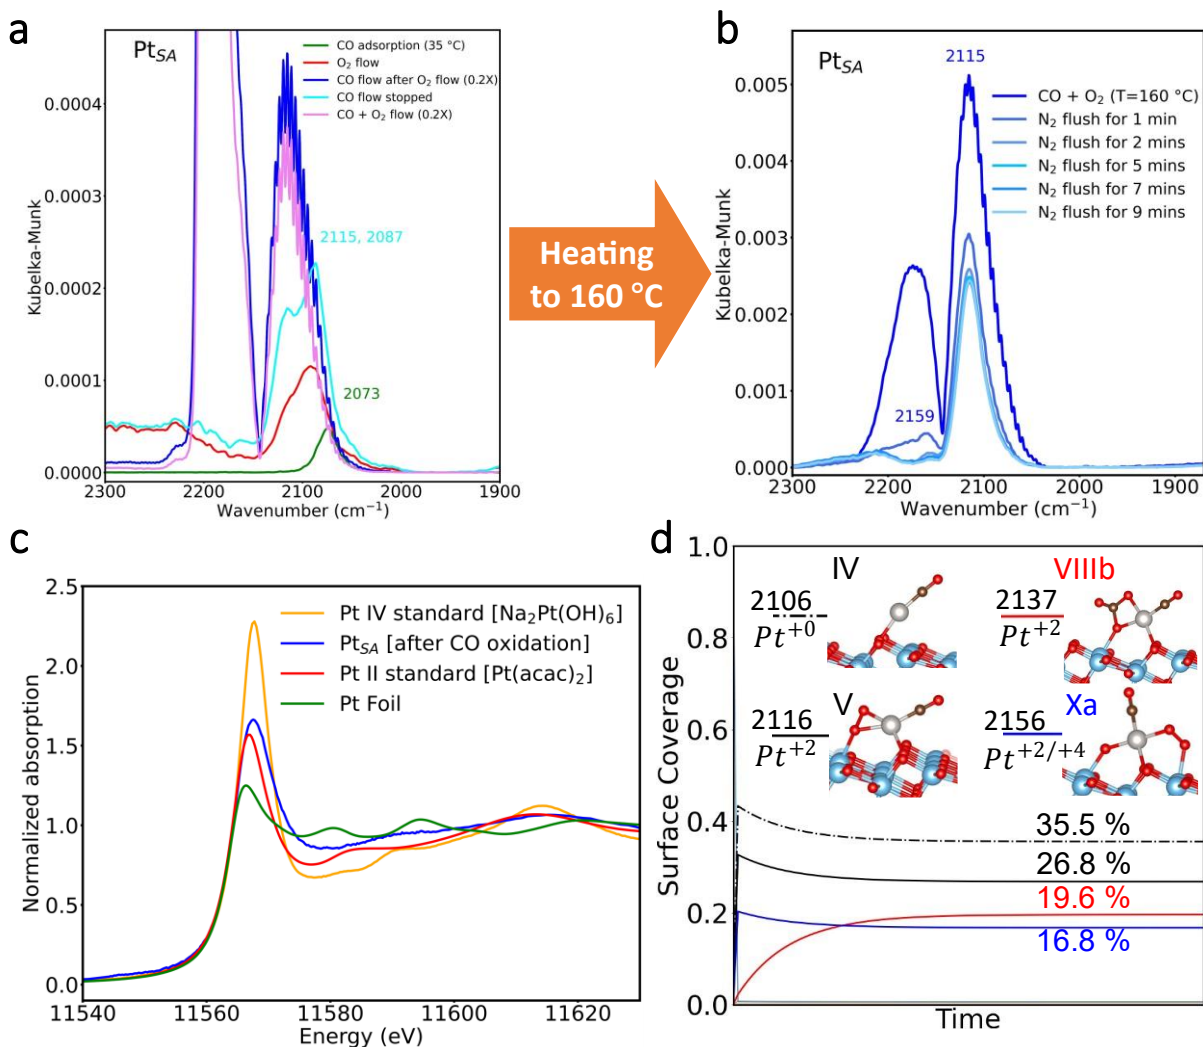 a
Pt_SA
CO adsorption (35 °C)
O₂ flow
CO flow after O₂ flow (0.2X)
CO flow stopped
CO + O₂ flow (0.2X)
0.0004
0.0003
0.0002
0.0001
0.0000
Kubelka-Munk
2115, 2087
2073
2300
2200
2100
2000
1900
Wavenumber (cm⁻¹)
Heating
to 160 °C
b
Pt_SA
2115
CO + O₂ (T=160 °C)
N₂ flush for 1 min
N₂ flush for 2 mins
N₂ flush for 5 mins
N₂ flush for 7 mins
N₂ flush for 9 mins
0.005
0.004
0.003
0.002
0.001
0.000
Kubelka-Munk
2159
2300
2200
2100
2000
1900
Wavenumber (cm⁻¹)
c
Pt IV standard [Na₂Pt(OH)₆]
Pt_SA [after CO oxidation]
Pt II standard [Pt(acac)₂]
Pt Foil
2.5
2.0
1.5
1.0
0.5
0.0
Normalized absorption
11540
11560
11580
11600
11620
Energy (eV)
d
1.0
0.8
0.6
0.4
0.2
0.0
Surface Coverage
IV
2106
Pt⁺⁰
VIIIb
2137
Pt⁺²
V
2116
Pt⁺²
Xa
2156
Pt⁺²/⁺⁴
35.5 %
26.8 %
19.6 %
16.8 %
Time